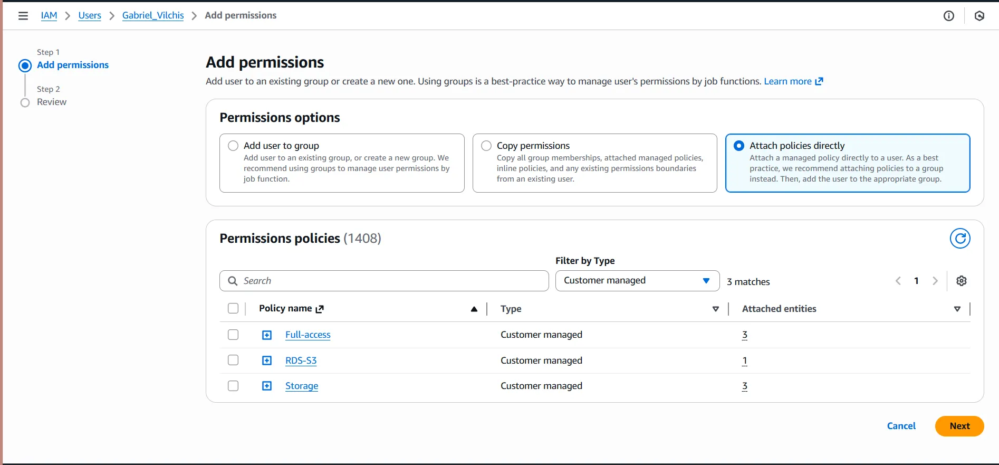 IAM > Users > Gabriel_Vilchis > Add permissions
Step 1
Add permissions
Step 2
Review
Add permissions
Add user to an existing group or create a new one. Using groups is a best-practice way to manage user's permissions by job functions. Learn more
Permissions options
Add user to group
Add user to an existing group, or create a new group. We
recommend using groups to manage user permissions by
job function.
Copy permissions
Copy all group memberships, attached managed policies,
inline policies, and any existing permissions boundaries
from an existing user.
Attach policies directly
Attach a managed policy directly to a user. As a best
practice, we recommend attaching policies to a group
instead. Then, add the user to the appropriate group.
Permissions policies (1408)
Filter by Type
Search
Customer managed
3 matches
1
Policy name Type Attached entities
Full-access Customer managed 3
RDS-S3 Customer managed 1
Storage Customer managed 3
Cancel Next